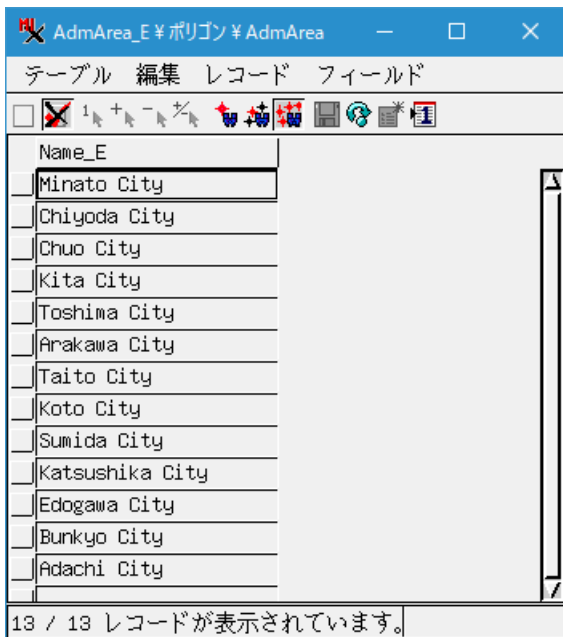 AdmArea_E ¥ ポリゴン ¥ AdmArea
テーブル 編集 レコード フィールド
Name_E
Minato City
Chiyoda City
Chuo City
Kita City
Toshima City
Arakawa City
Taito City
Koto City
Sumida City
Katsushika City
Edogawa City
Bunkyo City
Adachi City
13 / 13 レコードが表示されています。